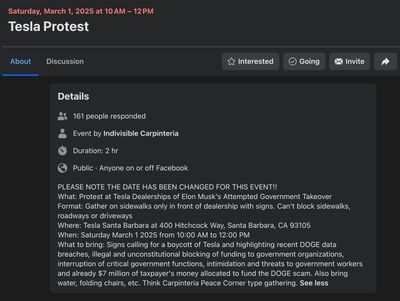 Saturday, March 1, 2025 at 10 AM – 12 PM
Tesla Protest
About Discussion
Interested Going Invite
Details
161 people responded
Event by Indivisible Carpinteria
Duration: 2 hr
Public · Anyone on or off Facebook
PLEASE NOTE THE DATE HAS BEEN CHANGED FOR THIS EVENT!!
What: Protest at Tesla Dealerships of Elon Musk's Attempted Government Takeover
Format: Gather on sidewalks only in front of dealership with signs. Can't block sidewalks,
roadways or driveways
Where: Tesla Santa Barbara at 400 Hitchcock Way, Santa Barbara, CA 93105
When: Saturday March 1 2025 from 10:00 AM to 12:00 PM
What to bring: Signs calling for a boycott of Tesla and highlighting recent DOGE data
breaches, illegal and unconstitutional blocking of funding to government organizations,
interruption of critical government functions, intimidation and threats to government workers
and already $7 million of taxpayer's money allocated to fund the DOGE scam. Also bring
water, folding chairs, etc. Think Carpinteria Peace Corner type gathering. See less